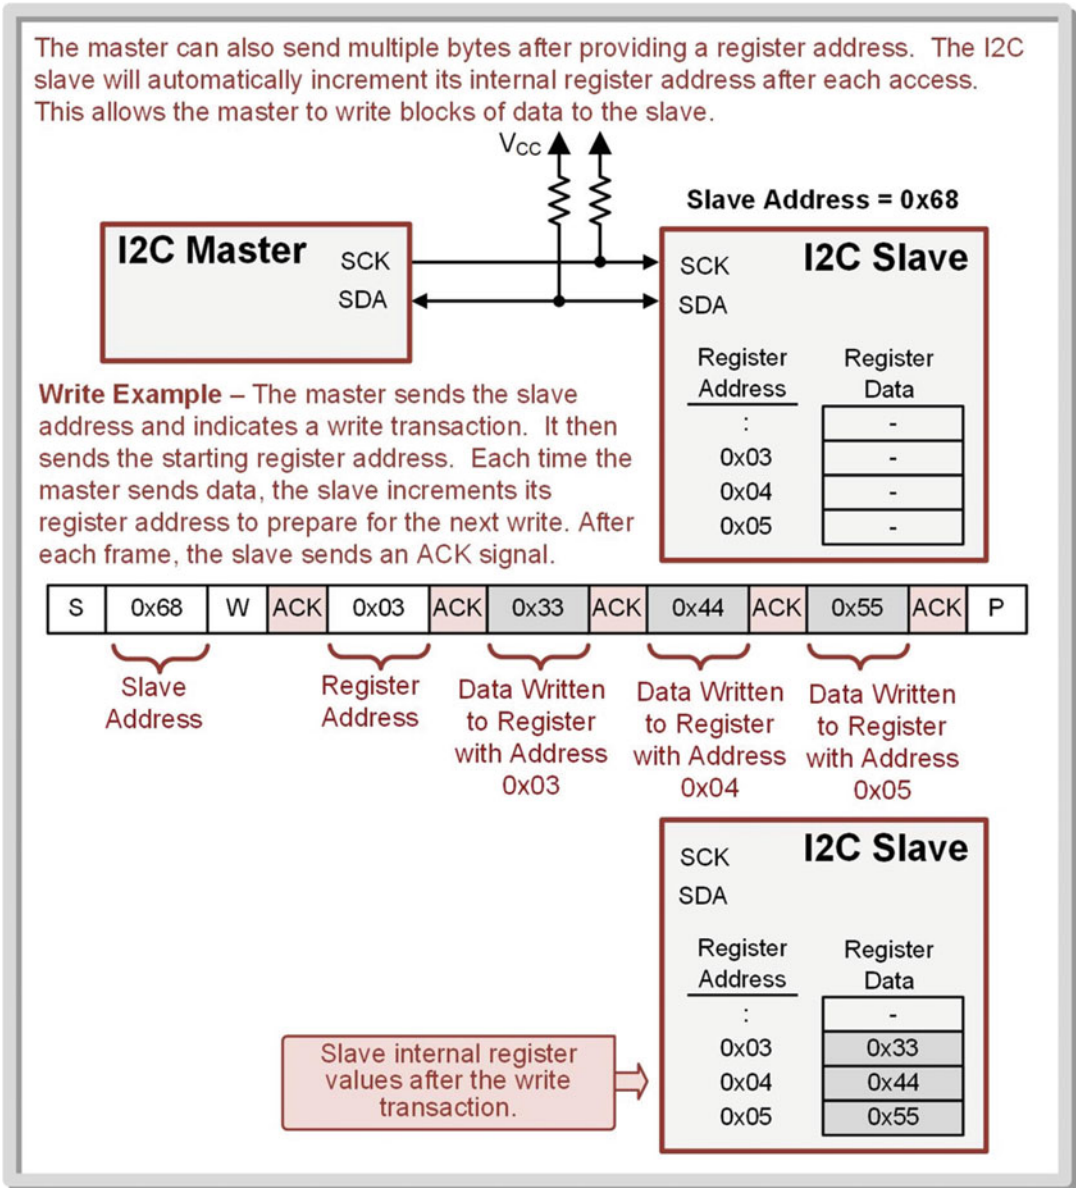 The master can also send multiple bytes after providing a register address. The I2C
slave will automatically increment its internal register address after each access.
This allows the master to write blocks of data to the slave.
VCC
Slave Address = 0x68
I2C Master
SCK
SDA
I2C Slave
SCK
SDA
Register Address
Register Data
:
-
0x03
-
0x04
-
0x05
-
Write Example – The master sends the slave
address and indicates a write transaction. It then
sends the starting register address. Each time the
master sends data, the slave increments its
register address to prepare for the next write. After
each frame, the slave sends an ACK signal.
S 0x68 W ACK 0x03 ACK 0x33 ACK 0x44 ACK 0x55 ACK P
Slave
Address
Register
Address
Data Written
to Register
with Address
0x03
Data Written
to Register
with Address
0x04
Data Written
to Register
with Address
0x05
I2C Slave
SCK
SDA
Register
Address
Register
Data
: -
0x03 0x33
0x04 0x44
0x05 0x55
Slave internal register
values after the write
transaction.